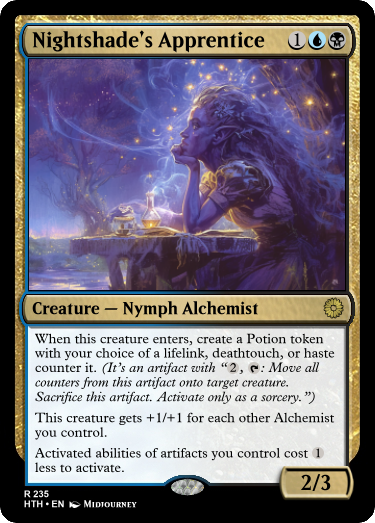 Nightshade's Apprentice 1
Creature — Nymph Alchemist
When this creature enters, create a Potion token
with your choice of a lifelink, deathtouch, or haste
counter it. (It's an artifact with “2, : Move all
counters from this artifact onto target creature.
Sacrifice this artifact. Activate only as a sorcery.”)
This creature gets +1/+1 for each other Alchemist
you control.
Activated abilities of artifacts you control cost 1
less to activate.
2/3
R 235
HTH • EN Midjourney